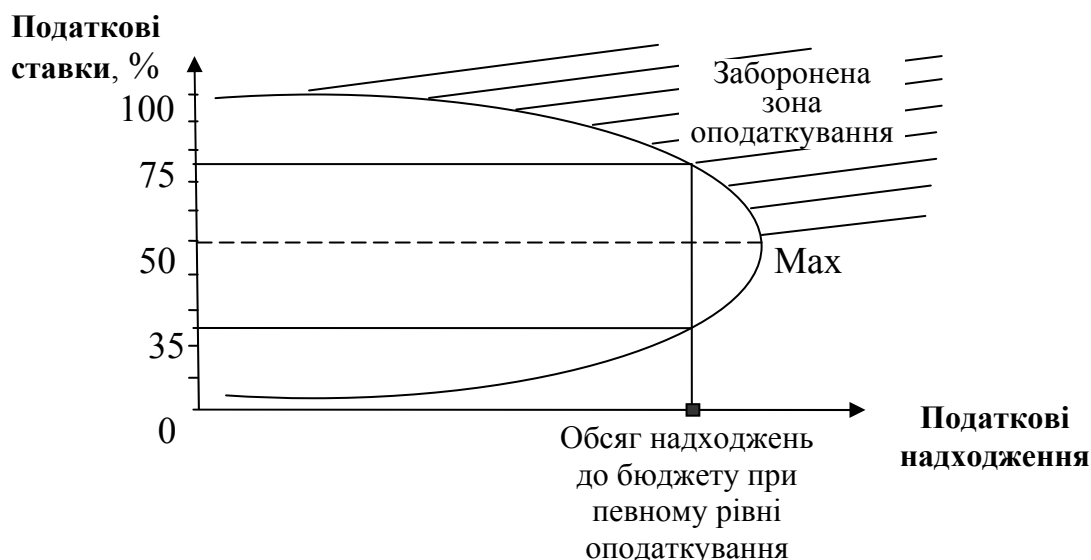 Податкові
ставки, %
100
75
50
35
0
Заборонена
зона
оподаткування
Max
Податкові
надходження
Обсяг надходжень
до бюджету при
певному рівні
оподаткування